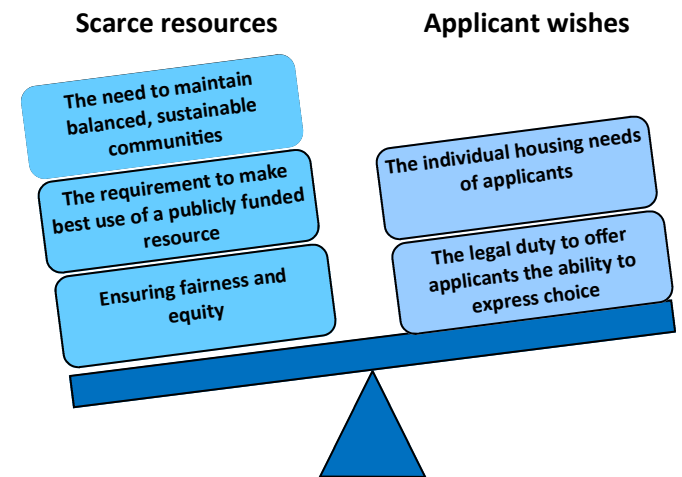 Scarce resources
Applicant wishes
The need to maintain
balanced, sustainable
communities
The requirement to make
best use of a publicly funded
resource
Ensuring fairness and
equity
The individual housing needs
of applicants
The legal duty to offer
applicants the ability to
express choice